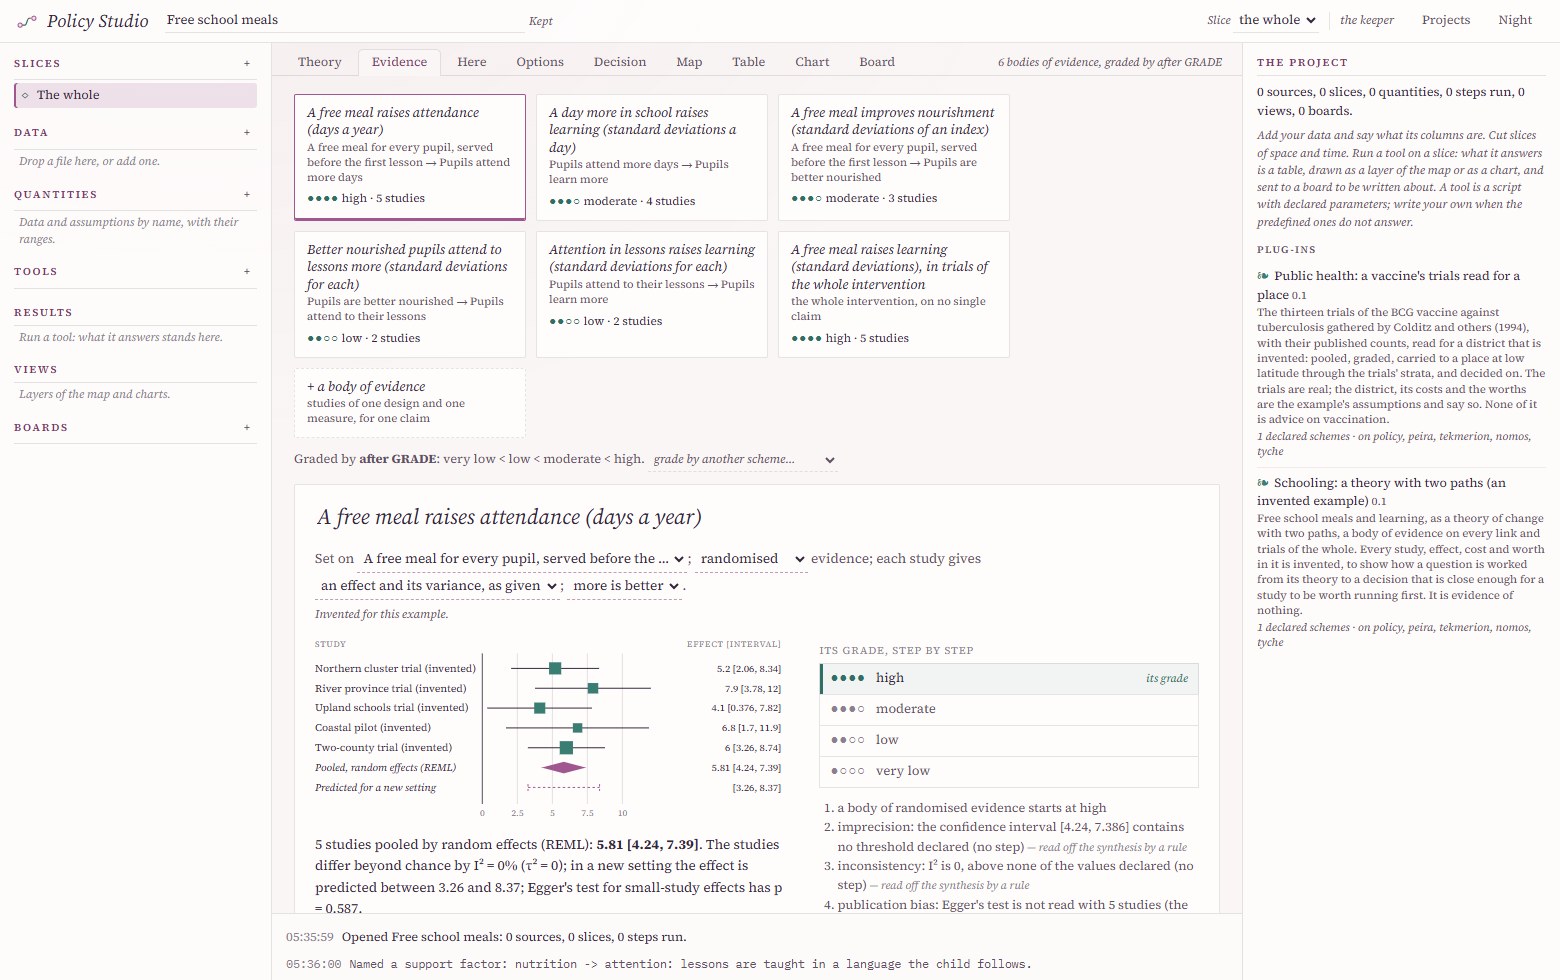 Policy Studio
Free school meals
Kept
Slice the whole
the keeper
Projects
Night
SLICES +
The whole
DATA +
Drop a file here, or add one.
QUANTITIES +
Data and assumptions by name, with their
ranges.
TOOLS +
RESULTS
Run a tool: what it answers stands here.
VIEWS
Layers of the map and charts.
BOARDS +
Theory Evidence Here Options Decision Map Table Chart Board
6 bodies of evidence, graded by after GRADE
A free meal raises attendance
(days a year)
A free meal for every pupil, served
before the first lesson → Pupils attend
more days
●●●● high · 5 studies
A day more in school raises
learning (standard deviations a
day)
Pupils attend more days → Pupils
learn more
●●●○ moderate · 4 studies
A free meal improves nourishment
(standard deviations of an index)
A free meal for every pupil, served
before the first lesson → Pupils are
better nourished
●●●○ moderate · 3 studies
Better nourished pupils attend to
lessons more (standard deviations
for each)
Pupils are better nourished → Pupils
attend to their lessons
●●○○ low · 2 studies
Attention in lessons raises learning
(standard deviations for each)
Pupils attend to their lessons → Pupils
learn more
●●○○ low · 2 studies
A free meal raises learning
(standard deviations), in trials of
the whole intervention
the whole intervention, on no single
claim
●●●● high · 5 studies
+ a body of evidence
studies of one design and one
measure, for one claim
Graded by after GRADE: very low < low < moderate < high. grade by another scheme...
A free meal raises attendance (days a year)
Set on A free meal for every pupil, served before the ... ; randomised evidence; each study gives
an effect and its variance, as given ; more is better .
Invented for this example.
STUDY EFFECT [INTERVAL]
Northern cluster trial (invented) 5.2 [2.06, 8.34]
River province trial (invented) 7.9 [3.78, 12]
Upland schools trial (invented) 4.1 [0.376, 7.82]
Coastal pilot (invented) 6.8 [1.7, 11.9]
Two-county trial (invented) 6 [3.26, 8.74]
Pooled, random effects (REML) 5.81 [4.24, 7.39]
Predicted for a new setting [3.26, 8.37]
0 2.5 5 7.5 10
5 studies pooled by random effects (REML): 5.81 [4.24, 7.39]. The studies
differ beyond chance by I² = 0% (τ² = 0); in a new setting the effect is
predicted between 3.26 and 8.37; Egger's test for small-study effects has p
= 0.587.
ITS GRADE, STEP BY STEP
●●●● high its grade
●●●○ moderate
●●○○ low
●○○○ very low
1. a body of randomised evidence starts at high
2. imprecision: the confidence interval [4.24, 7.386] contains
no threshold declared (no step) — read off the synthesis by a rule
3. inconsistency: I² is 0, above none of the values declared (no
step) — read off the synthesis by a rule
4. publication bias: Egger's test is not read with 5 studies (the
05:35:59 Opened Free school meals: 0 sources, 0 slices, 0 steps run.
05:36:00 Named a support factor: nutrition -> attention: lessons are taught in a language the child follows.
THE PROJECT
0 sources, 0 slices, 0 quantities, 0 steps run, 0
views, 0 boards.
Add your data and say what its columns are. Cut slices
of space and time. Run a tool on a slice: what it answers
is a table, drawn as a layer of the map or as a chart, and
sent to a board to be written about. A tool is a script
with declared parameters; write your own when the
predefined ones do not answer.
PLUG-INS
Public health: a vaccine's trials read for a
place 0.1
The thirteen trials of the BCG vaccine against
tuberculosis gathered by Colditz and others (1994),
with their published counts, read for a district that is
invented: pooled, graded, carried to a place at low
latitude through the trials' strata, and decided on. The
trials are real; the district, its costs and the worths
are the example's assumptions and say so. None of it
is advice on vaccination.
1 declared schemes · on policy, peira, tekmerion, nomos,
tyche
Schooling: a theory with two paths (an
invented example) 0.1
Free school meals and learning, as a theory of change
with two paths, a body of evidence on every link and
trials of the whole. Every study, effect, cost and worth
in it is invented, to show how a question is worked
from its theory to a decision that is close enough for a
study to be worth running first. It is evidence of
nothing.
1 declared schemes · on policy, peira, tekmerion, nomos,
tyche